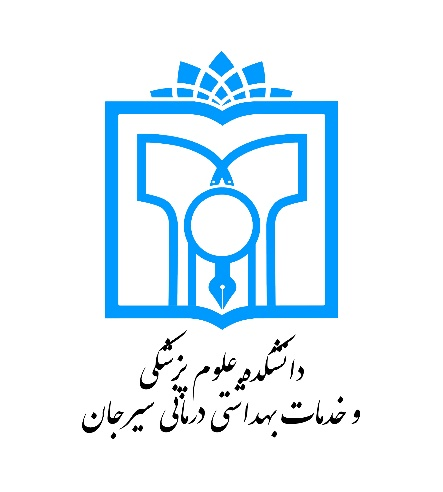 دانشکده علوم پزشکی
و خدمات بهداشتی درمانی سیرجان